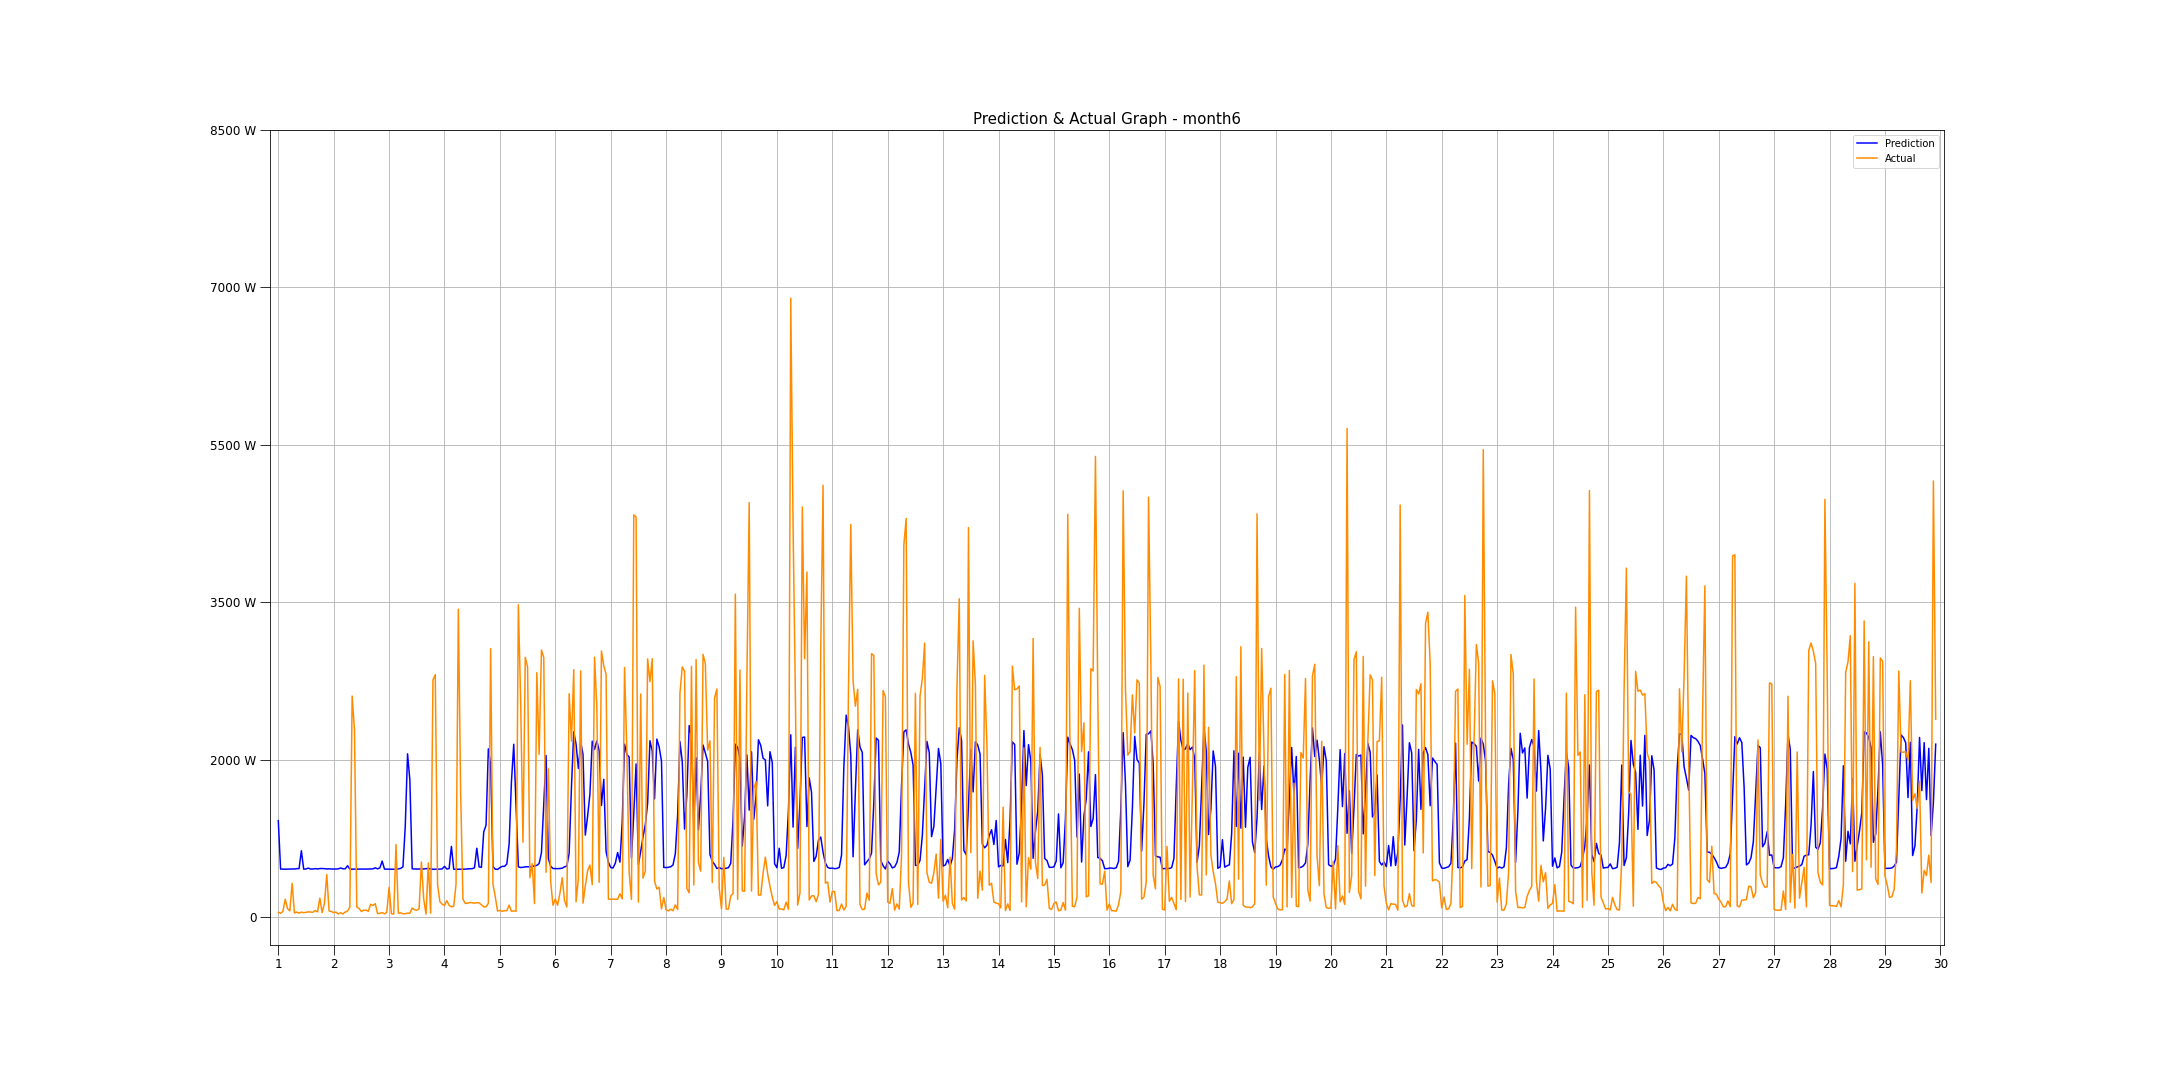 Prediction & Actual Graph - month6
8500 W
Prediction
Actual
7000 W
5500 W
3500 W
2000 W
0
1 2 3 4 5 6 7 8 9 10 11 12 13 14 15 16 17 18 19 20 21 22 23 24 25 26 27 27 28 29 30